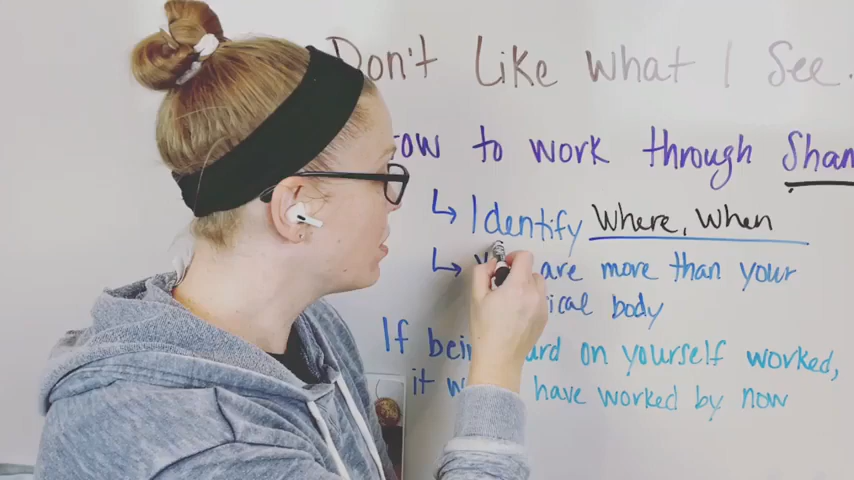 Don't Like What I See.
ow to work through Sham
↳ Identify Where, When
↳ are more than your
ical body
If bein ard on yourself worked,
it w have worked by now